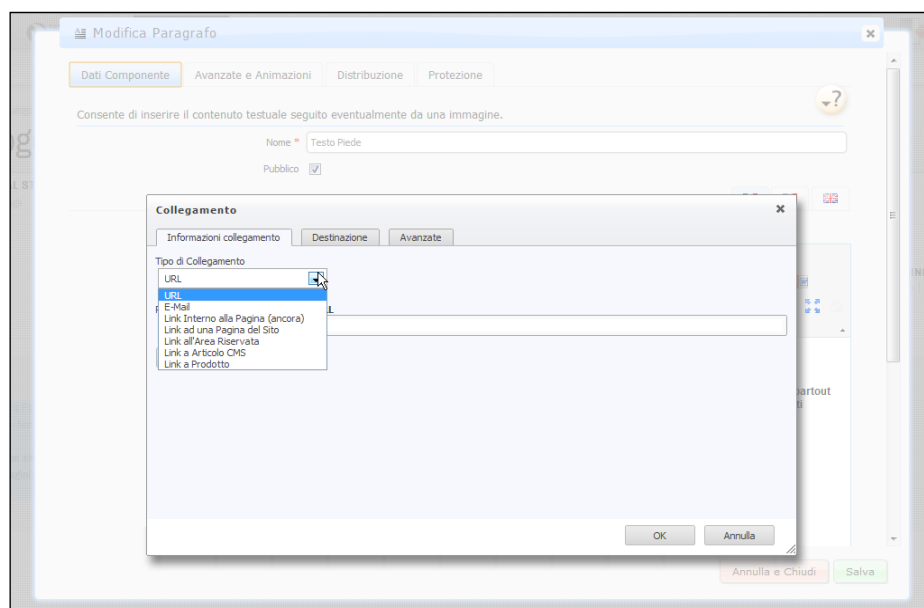 Modifica Paragrafo
Dati Componente Avanzate e Animazioni Distribuzione Protezione
Consente di inserire il contenuto testuale seguito eventualmente da una immagine.
?
Nome * Testo Piede
Pubblico
Collegamento
Informazioni collegamento Destinazione Avanzate
Tipo di Collegamento
URL
URL
E-Mail
Link Interno alla Pagina (ancora)
Link ad una Pagina del Sito
Link all'Area Riservata
Link a Articolo CMS
Link a Prodotto
partout
OK Annulla
Annulla e Chiudi Salva